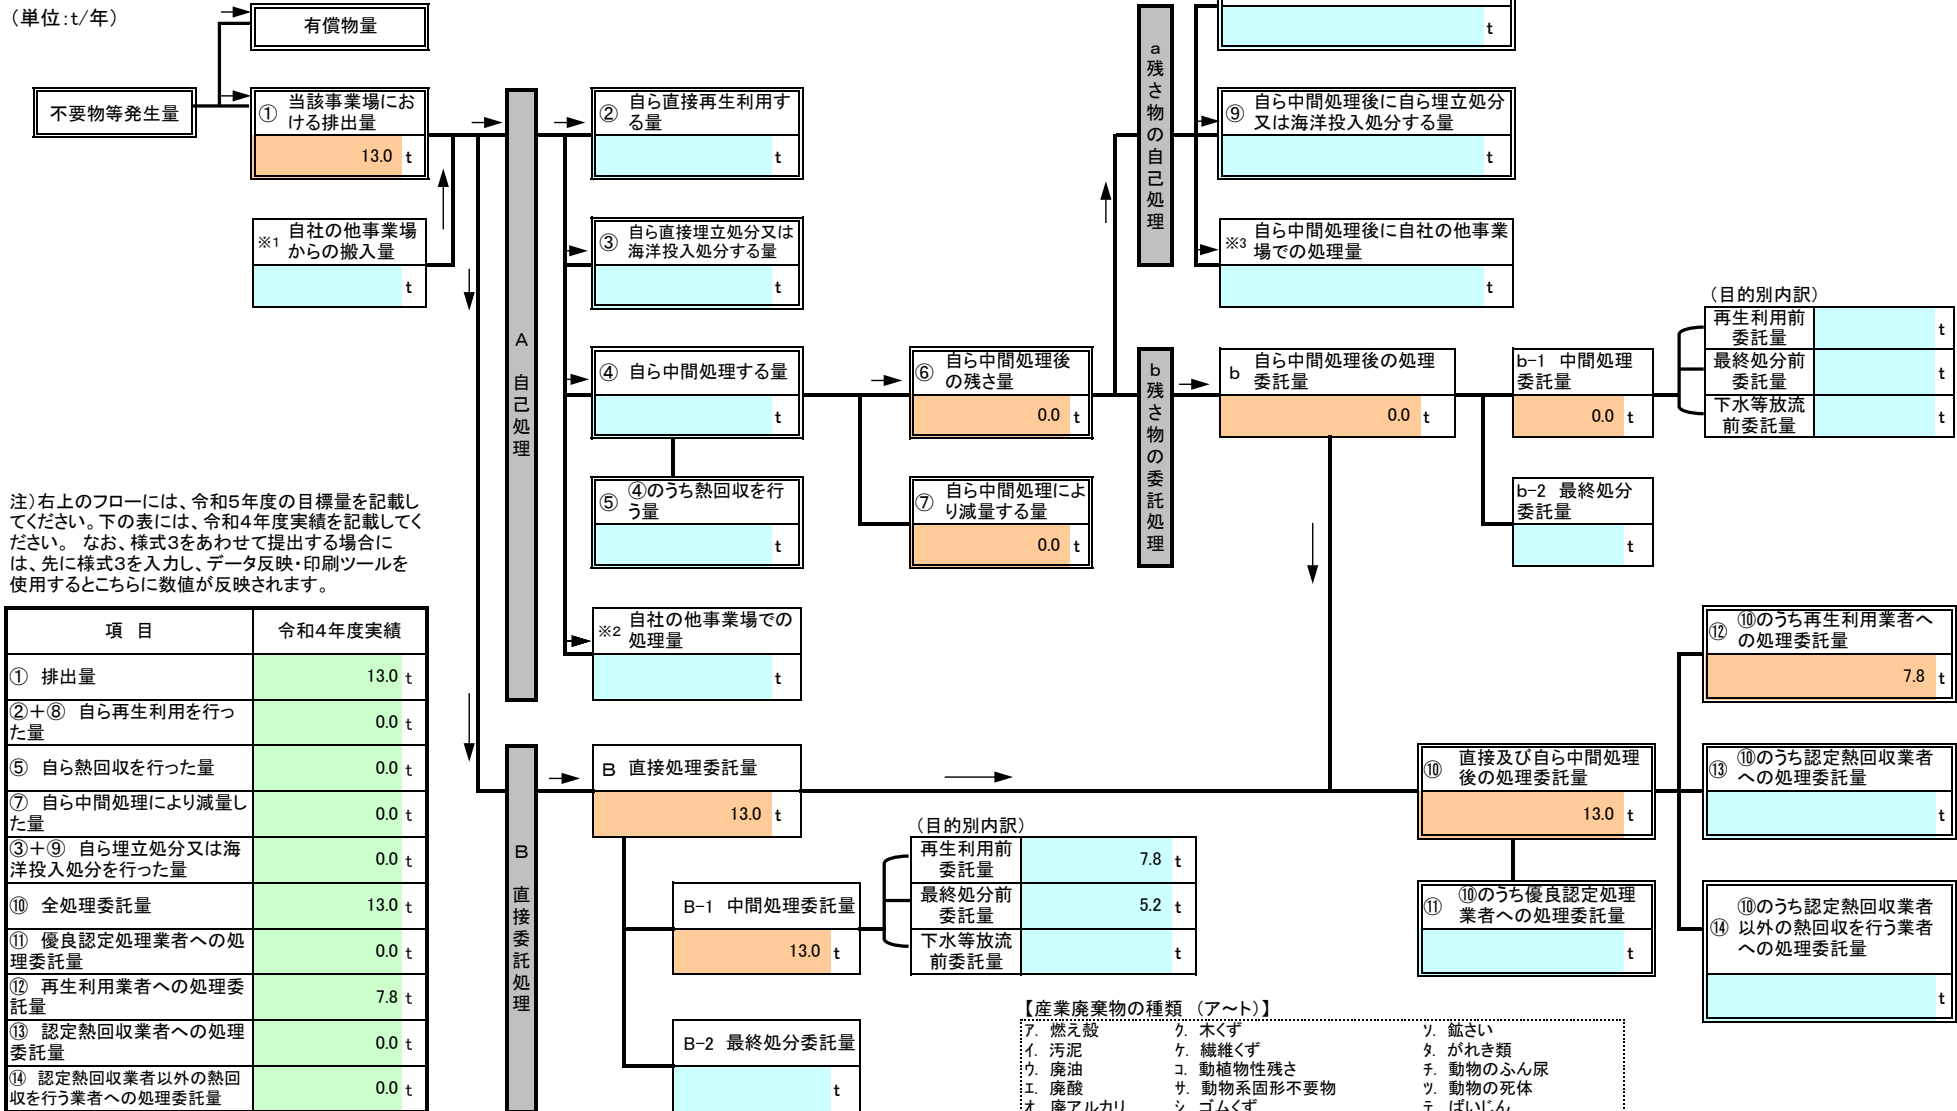 （単位：ｔ/年）
有償物量
不要物等発生量
① 当該事業場にお
ける排出量
13.0 t
※1 自社の他事業場
からの搬入量
t
A 自己処理
② 自ら直接再生利用す
る量
t
③ 自ら直接埋立処分又は
海洋投入処分する量
t
④ 自ら中間処理する量
t
⑤ ④のうち熱回収を行
う量
t
※2 自社の他事業場での
処理量
t
⑥ 自ら中間処理後
の残さ量
0.0 t
⑦ 自ら中間処理によ
り減量する量
0.0 t
a 残さ物の自己処理
t
⑨ 自ら中間処理後に自ら埋立処分
又は海洋投入処分する量
t
※3 自ら中間処理後に自社の他事業
場での処理量
t
b 残さ物の委託処理
b 自ら中間処理後の処理
委託量
0.0 t
b-1 中間処理
委託量
0.0 t
（目的別内訳）
再生利用前
委託量
t
最終処分前
委託量
t
下水等放流
前委託量
t
b-2 最終処分
委託量
t
注）右上のフローには、令和５年度の目標量を記載し
てください。下の表には、令和４年度実績を記載してく
ださい。 なお、様式３をあわせて提出する場合に
は、先に様式３を入力し、データ反映・印刷ツールを
使用するとこちらに数値が反映されます。
項 目 令和４年度実績
① 排出量 13.0 t
②＋⑧ 自ら再生利用を行っ
た量 0.0 t
⑤ 自ら熱回収を行った量 0.0 t
⑦ 自ら中間処理により減量し
た量 0.0 t
③＋⑨ 自ら埋立処分又は海
洋投入処分を行った量 0.0 t
⑩ 全処理委託量 13.0 t
⑪ 優良認定処理業者への処
理委託量 0.0 t
⑫ 再生利用業者への処理委
託量 7.8 t
⑬ 認定熱回収業者への処理
委託量 0.0 t
⑭ 認定熱回収業者以外の熱回
収を行う業者への処理委託量 0.0 t
B 直接委託処理
B 直接処理委託量
13.0 t
B-1 中間処理委託量
13.0 t
（目的別内訳）
再生利用前
委託量
7.8 t
最終処分前
委託量
5.2 t
下水等放流
前委託量
t
B-2 最終処分委託量
t
⑩ 直接及び自ら中間処理
後の処理委託量
13.0 t
⑪ ⑩のうち優良認定処理
業者への処理委託量
t
⑫ ⑩のうち再生利用業者へ
の処理委託量
7.8 t
⑬ ⑩のうち認定熱回収業者
への処理委託量
t
⑭ ⑩のうち認定熱回収業者
以外の熱回収を行う業者
への処理委託量
t
【産業廃棄物の種類 （ア～ト）】
ア. 燃え殻 ク. 木くず ソ. 鉱さい
イ. 汚泥 ケ. 繊維くず タ. がれき類
ウ. 廃油 コ. 動植物性残さ チ. 動物のふん尿
エ. 廃酸 サ. 動物系固形不要物 ツ. 動物の死体
オ. 廃アルカリ シ. ゴムくず テ. ばいじん